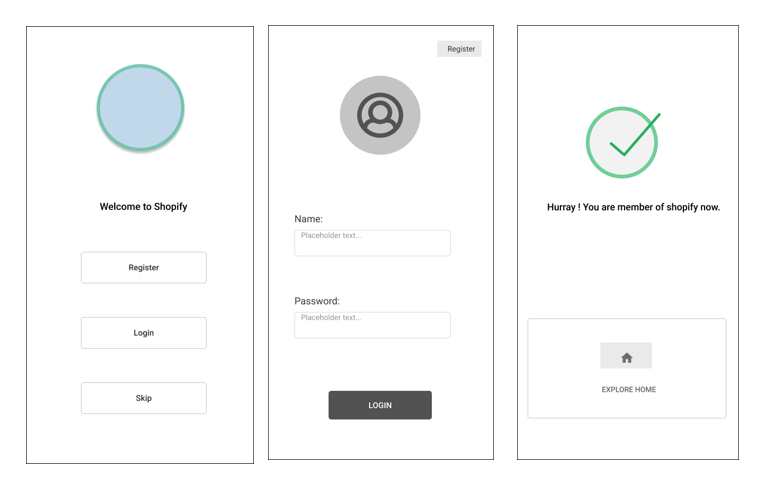 Welcome to Shopify
Register
Login
Skip
Register
Name:
Placeholder text...
Password:
Placeholder text...
LOGIN
Hurray ! You are member of shopify now.
EXPLORE HOME